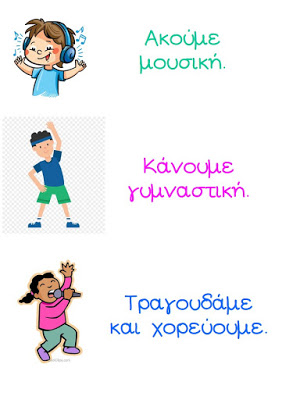 Ακούμε
μουσική.
Κάνουμε
γυμναστική.
Τραγουδάμε
και χορεύουμε.